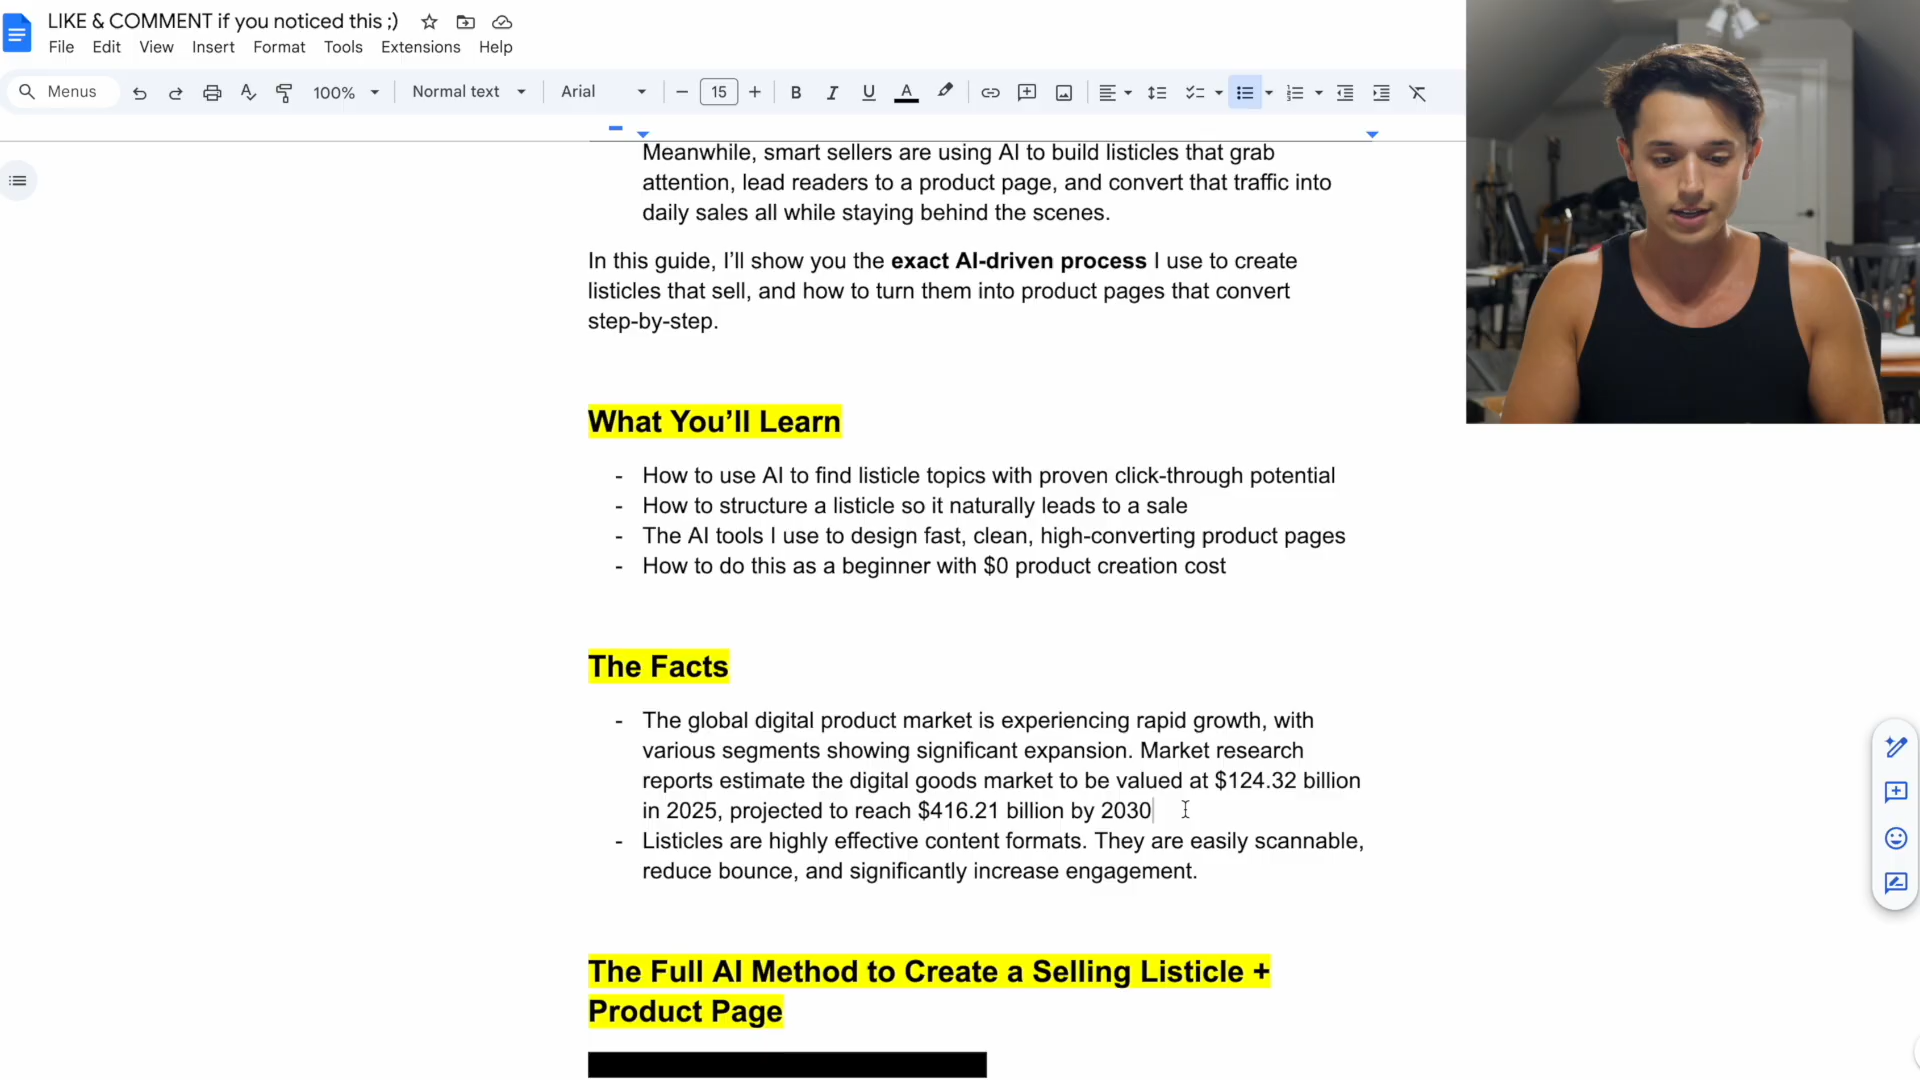 LIKE & COMMENT if you noticed this ;)
File Edit View Insert Format Tools Extensions Help
Menus 100% Normal text Arial 15 B I U A
Meanwhile, smart sellers are using AI to build listicles that grab
attention, lead readers to a product page, and convert that traffic into
daily sales all while staying behind the scenes.
In this guide, I’ll show you the exact AI-driven process I use to create
listicles that sell, and how to turn them into product pages that convert
step-by-step.
What You’ll Learn
- How to use AI to find listicle topics with proven click-through potential
- How to structure a listicle so it naturally leads to a sale
- The AI tools I use to design fast, clean, high-converting product pages
- How to do this as a beginner with $0 product creation cost
The Facts
- The global digital product market is experiencing rapid growth, with
various segments showing significant expansion. Market research
reports estimate the digital goods market to be valued at $124.32 billion
in 2025, projected to reach $416.21 billion by 2030
- Listicles are highly effective content formats. They are easily scannable,
reduce bounce, and significantly increase engagement.
The Full AI Method to Create a Selling Listicle +
Product Page